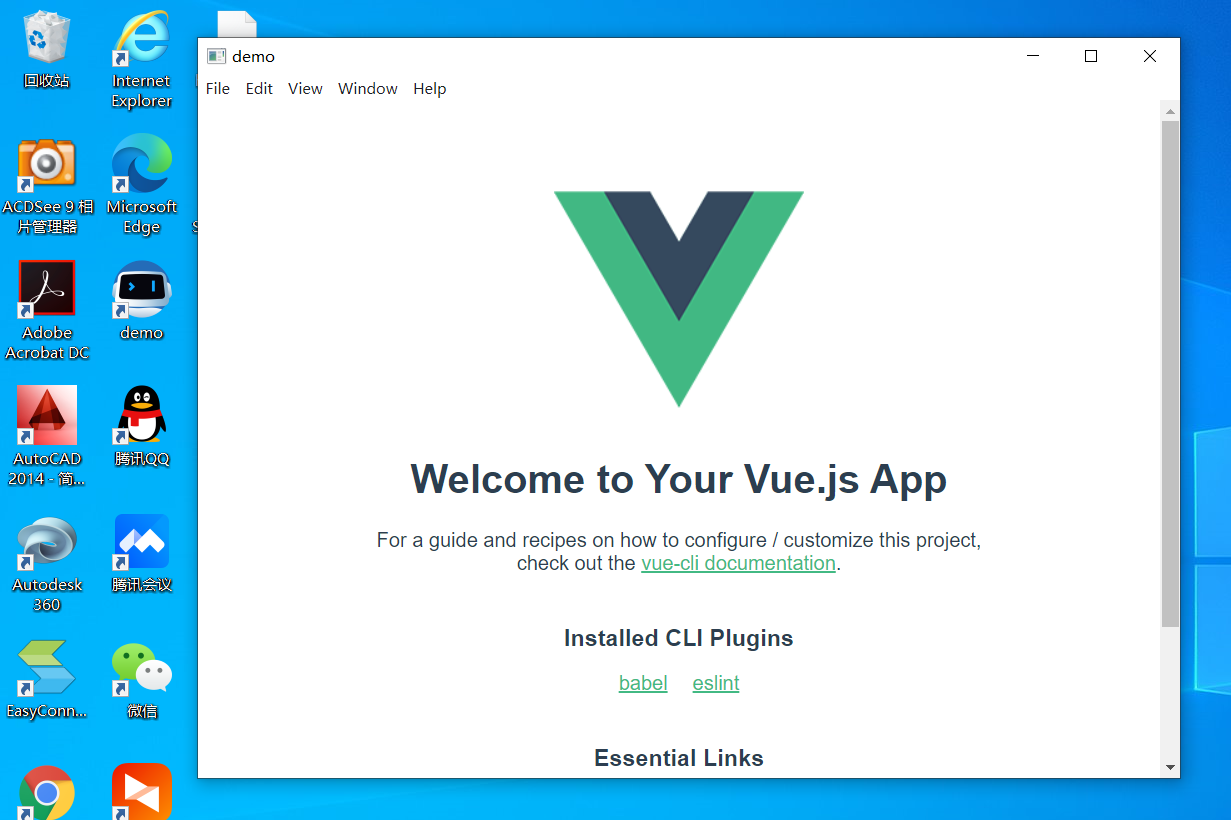 回收站
Internet
Explorer
ACDSee 9 相
片管理器
Microsoft
Edge
Adobe
Acrobat DC
demo
AutoCAD
2014 - 简...
腾讯QQ
Autodesk
360
腾讯会议
EasyConn...
微信
demo
File Edit View Window Help
Welcome to Your Vue.js App
For a guide and recipes on how to configure / customize this project,
check out the vue-cli documentation.
Installed CLI Plugins
babel eslint
Essential Links